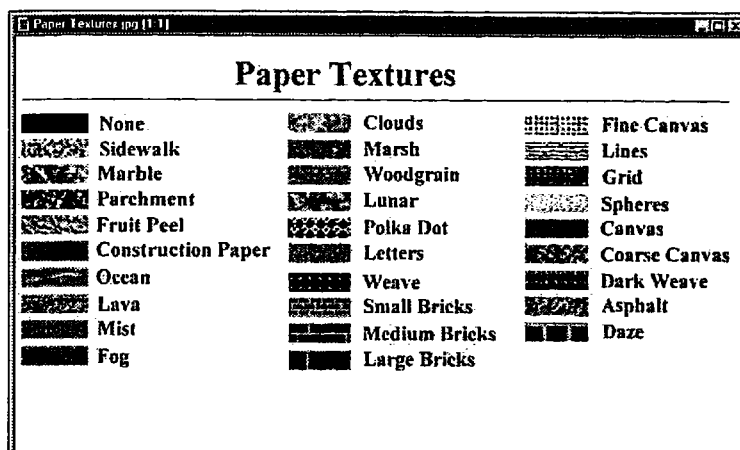 Paper Textures.jpg [1:1]
Paper Textures
None
Sidewalk
Marble
Parchment
Fruit Peel
Construction Paper
Ocean
Lava
Mist
Fog
Clouds
Marsh
Woodgrain
Lunar
Polka Dot
Letters
Weave
Small Bricks
Medium Bricks
Large Bricks
Fine Canvas
Lines
Grid
Spheres
Canvas
Coarse Canvas
Dark Weave
Asphalt
Daze